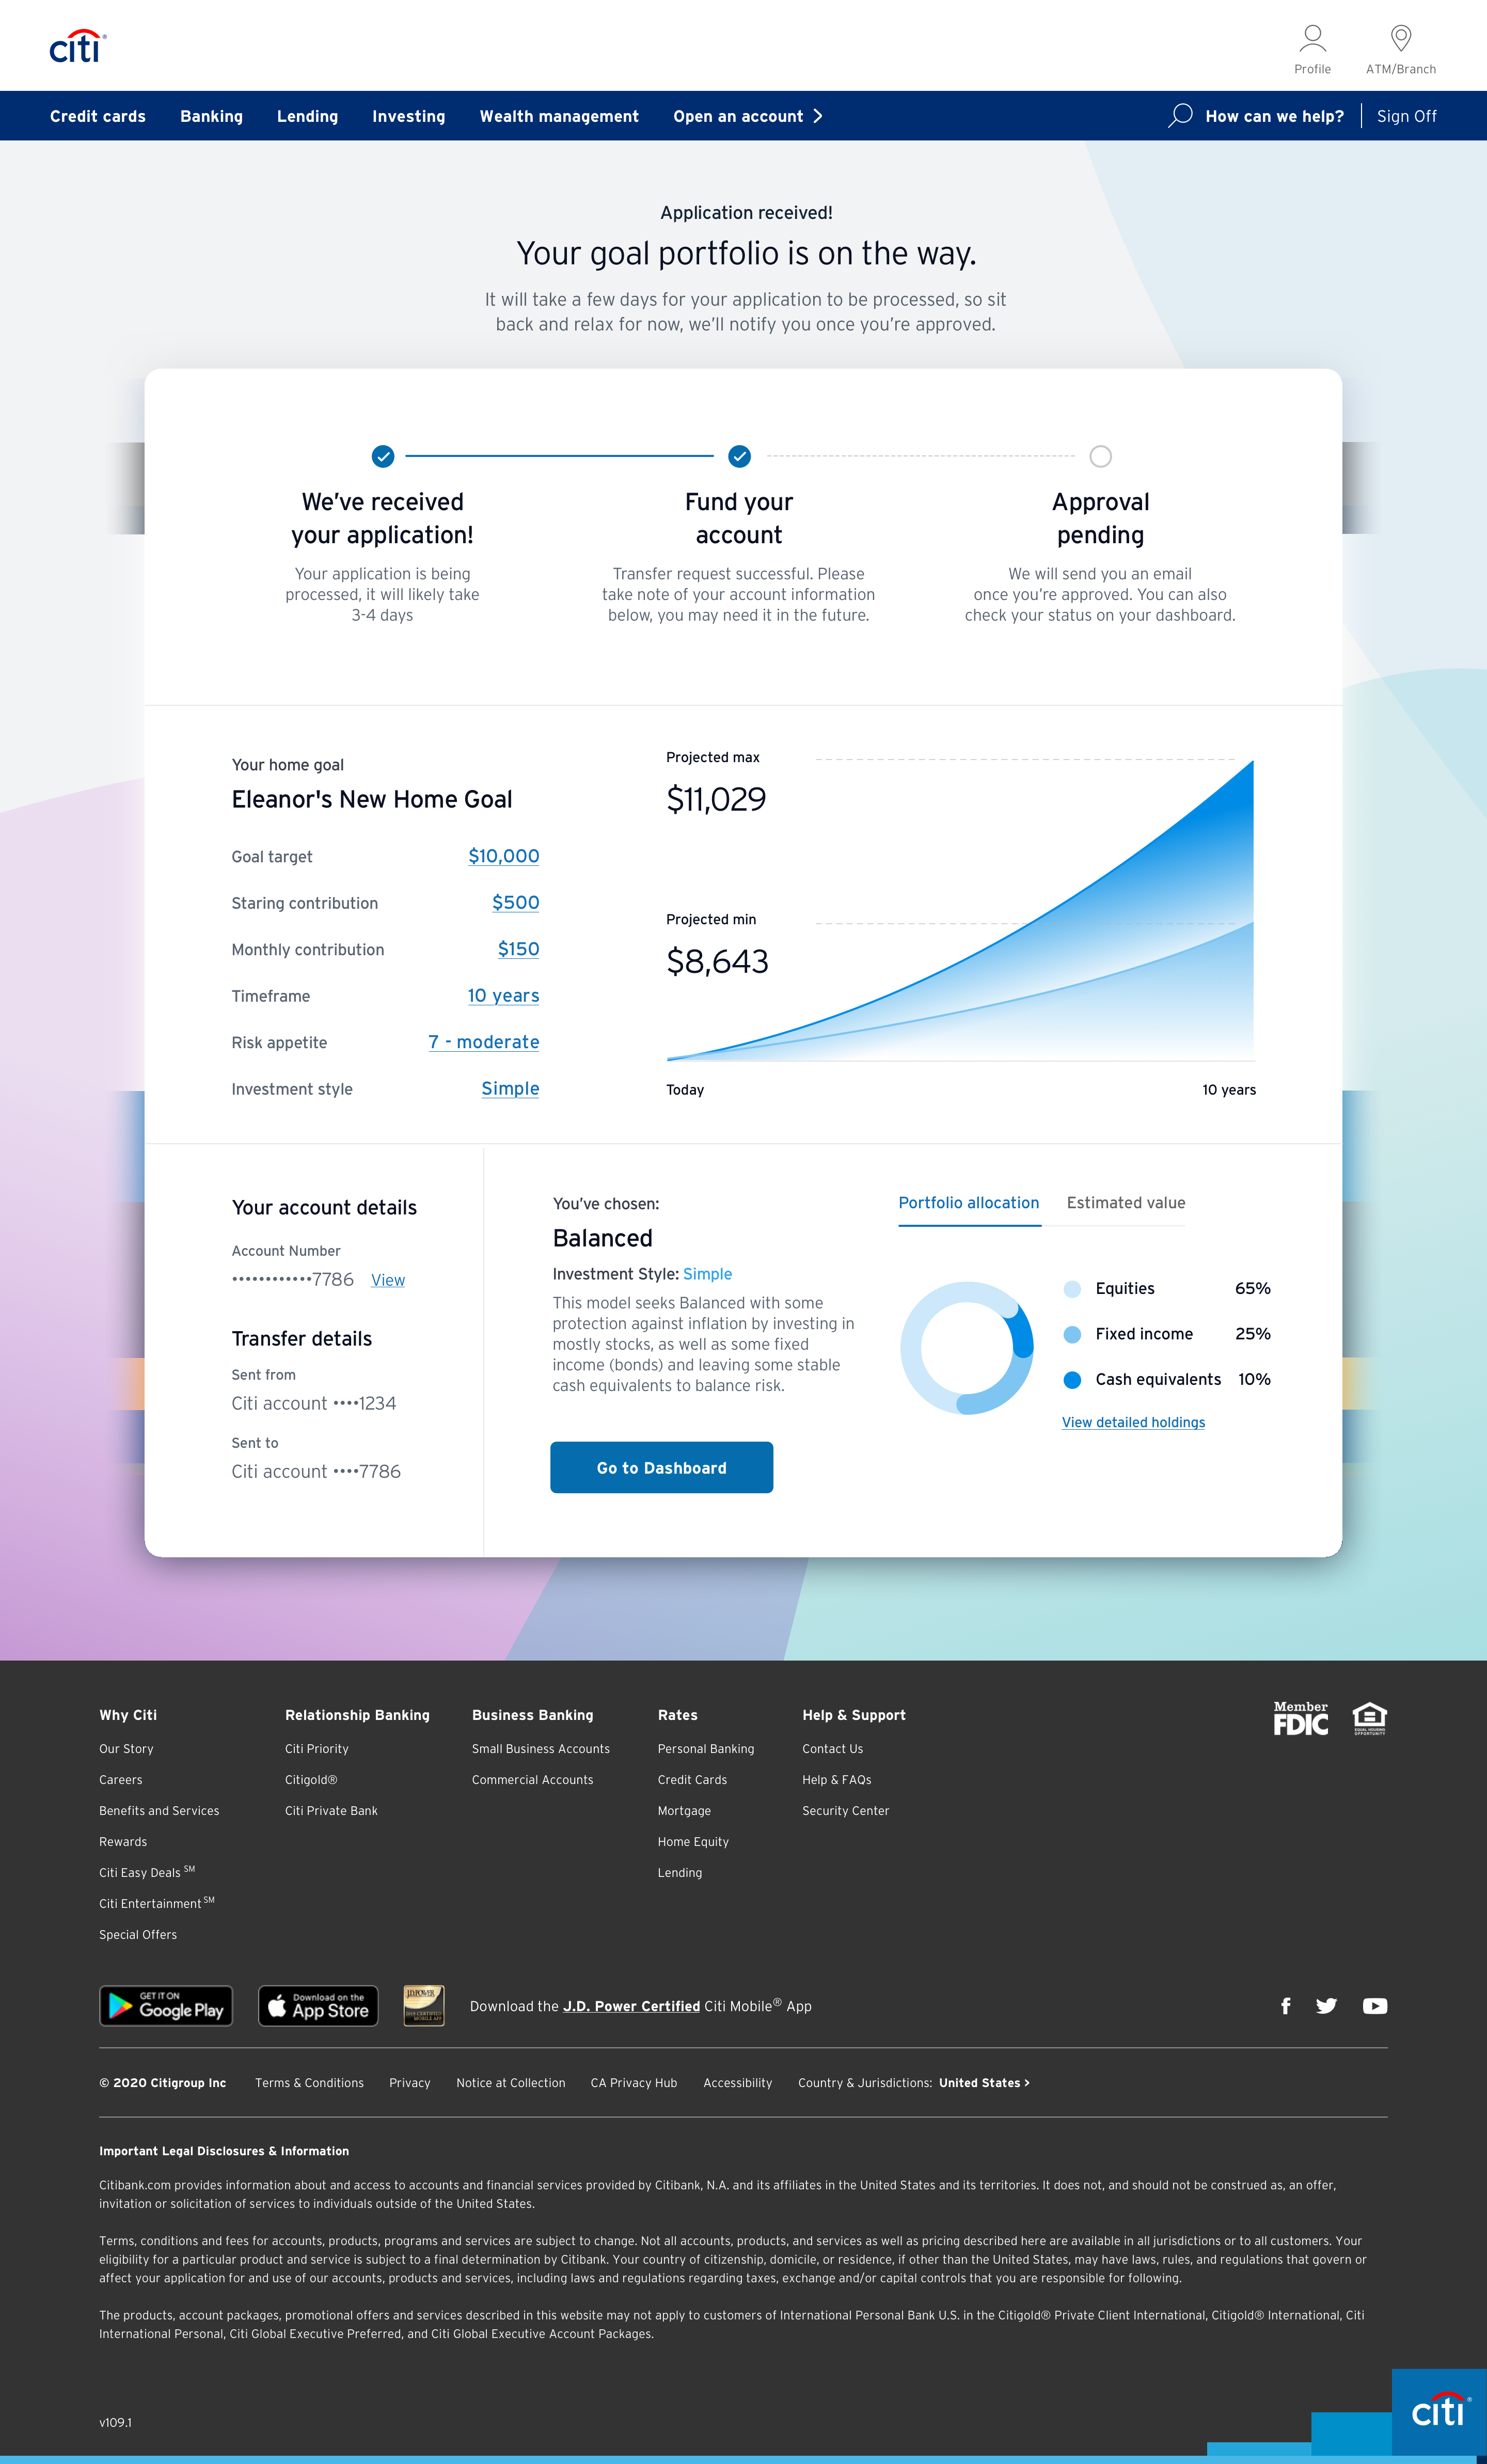 citi®
Profile
ATM/Branch
Credit cards
Banking
Lending
Investing
Wealth management
Open an account
How can we help?
Sign Off
Application received!
Your goal portfolio is on the way.
It will take a few days for your application to be processed, so sit
back and relax for now, we’ll notify you once you’re approved.
We’ve received
your application!
Your application is being
processed, it will likely take
3-4 days
Fund your
account
Transfer request successful. Please
take note of your account information
below, you may need it in the future.
Approval
pending
We will send you an email
once you’re approved. You can also
check your status on your dashboard.
Your home goal
Eleanor's New Home Goal
Goal target $10,000
Staring contribution $500
Monthly contribution $150
Timeframe 10 years
Risk appetite 7 - moderate
Investment style Simple
Projected max
$11,029
Projected min
$8,643
Today
10 years
Your account details
Account Number
••••••••••••7786 View
Transfer details
Sent from
Citi account ••••1234
Sent to
Citi account ••••7786
You’ve chosen:
Balanced
Investment Style: Simple
This model seeks Balanced with some
protection against inflation by investing in
mostly stocks, as well as some fixed
income (bonds) and leaving some stable
cash equivalents to balance risk.
Go to Dashboard
Portfolio allocation
Estimated value
Equities 65%
Fixed income 25%
Cash equivalents 10%
View detailed holdings
Why Citi
Our Story
Careers
Benefits and Services
Rewards
Citi Easy Deals SM
Citi Entertainment SM
Special Offers
Relationship Banking
Citi Priority
Citigold®
Citi Private Bank
Business Banking
Small Business Accounts
Commercial Accounts
Rates
Personal Banking
Credit Cards
Mortgage
Home Equity
Lending
Help & Support
Contact Us
Help & FAQs
Security Center
Member
FDIC
EQUAL HOUSING
OPPORTUNITY
GET IT ON
Google Play
Download on the
App Store
J.D. POWER
CERTIFIED
MOBILE APP
Download the J.D. Power Certified Citi Mobile® App
© 2020 Citigroup Inc
Terms & Conditions
Privacy
Notice at Collection
CA Privacy Hub
Accessibility
Country & Jurisdictions: United States >
Important Legal Disclosures & Information
Citibank.com provides information about and access to accounts and financial services provided by Citibank, N.A. and its affiliates in the United States and its territories. It does not, and should not be construed as, an offer,
invitation or solicitation of services to individuals outside of the United States.
Terms, conditions and fees for accounts, products, programs and services are subject to change. Not all accounts, products, and services as well as pricing described here are available in all jurisdictions or to all customers. Your
eligibility for a particular product and service is subject to a final determination by Citibank. Your country of citizenship, domicile, or residence, if other than the United States, may have laws, rules, and regulations that govern or
affect your application for and use of our accounts, products and services, including laws and regulations regarding taxes, exchange and/or capital controls that you are responsible for following.
The products, account packages, promotional offers and services described in this website may not apply to customers of International Personal Bank U.S. in the Citigold® Private Client International, Citigold® International, Citi
International Personal, Citi Global Executive Preferred, and Citi Global Executive Account Packages.
v109.1
citi®